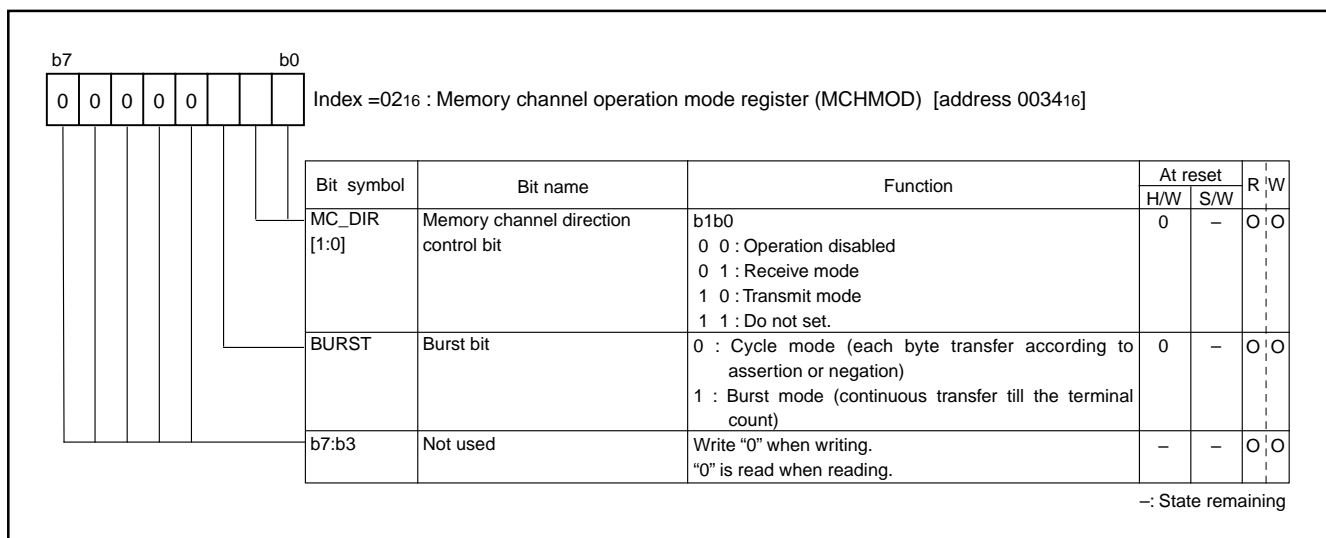 b7 b0
0 0 0 0 0 Index =0216 : Memory channel operation mode register (MCHMOD) [address 003416]
Bit symbol Bit name Function At reset R W
H/W S/W
MC_DIR Memory channel direction b1b0 0 – O O
[1:0] control bit 0 0 : Operation disabled
0 1 : Receive mode
1 0 : Transmit mode
1 1 : Do not set.
BURST Burst bit 0 : Cycle mode (each byte transfer according to 0 – O O
assertion or negation)
1 : Burst mode (continuous transfer till the terminal
count)
b7:b3 Not used Write “0” when writing. – – O O
“0” is read when reading.
–: State remaining